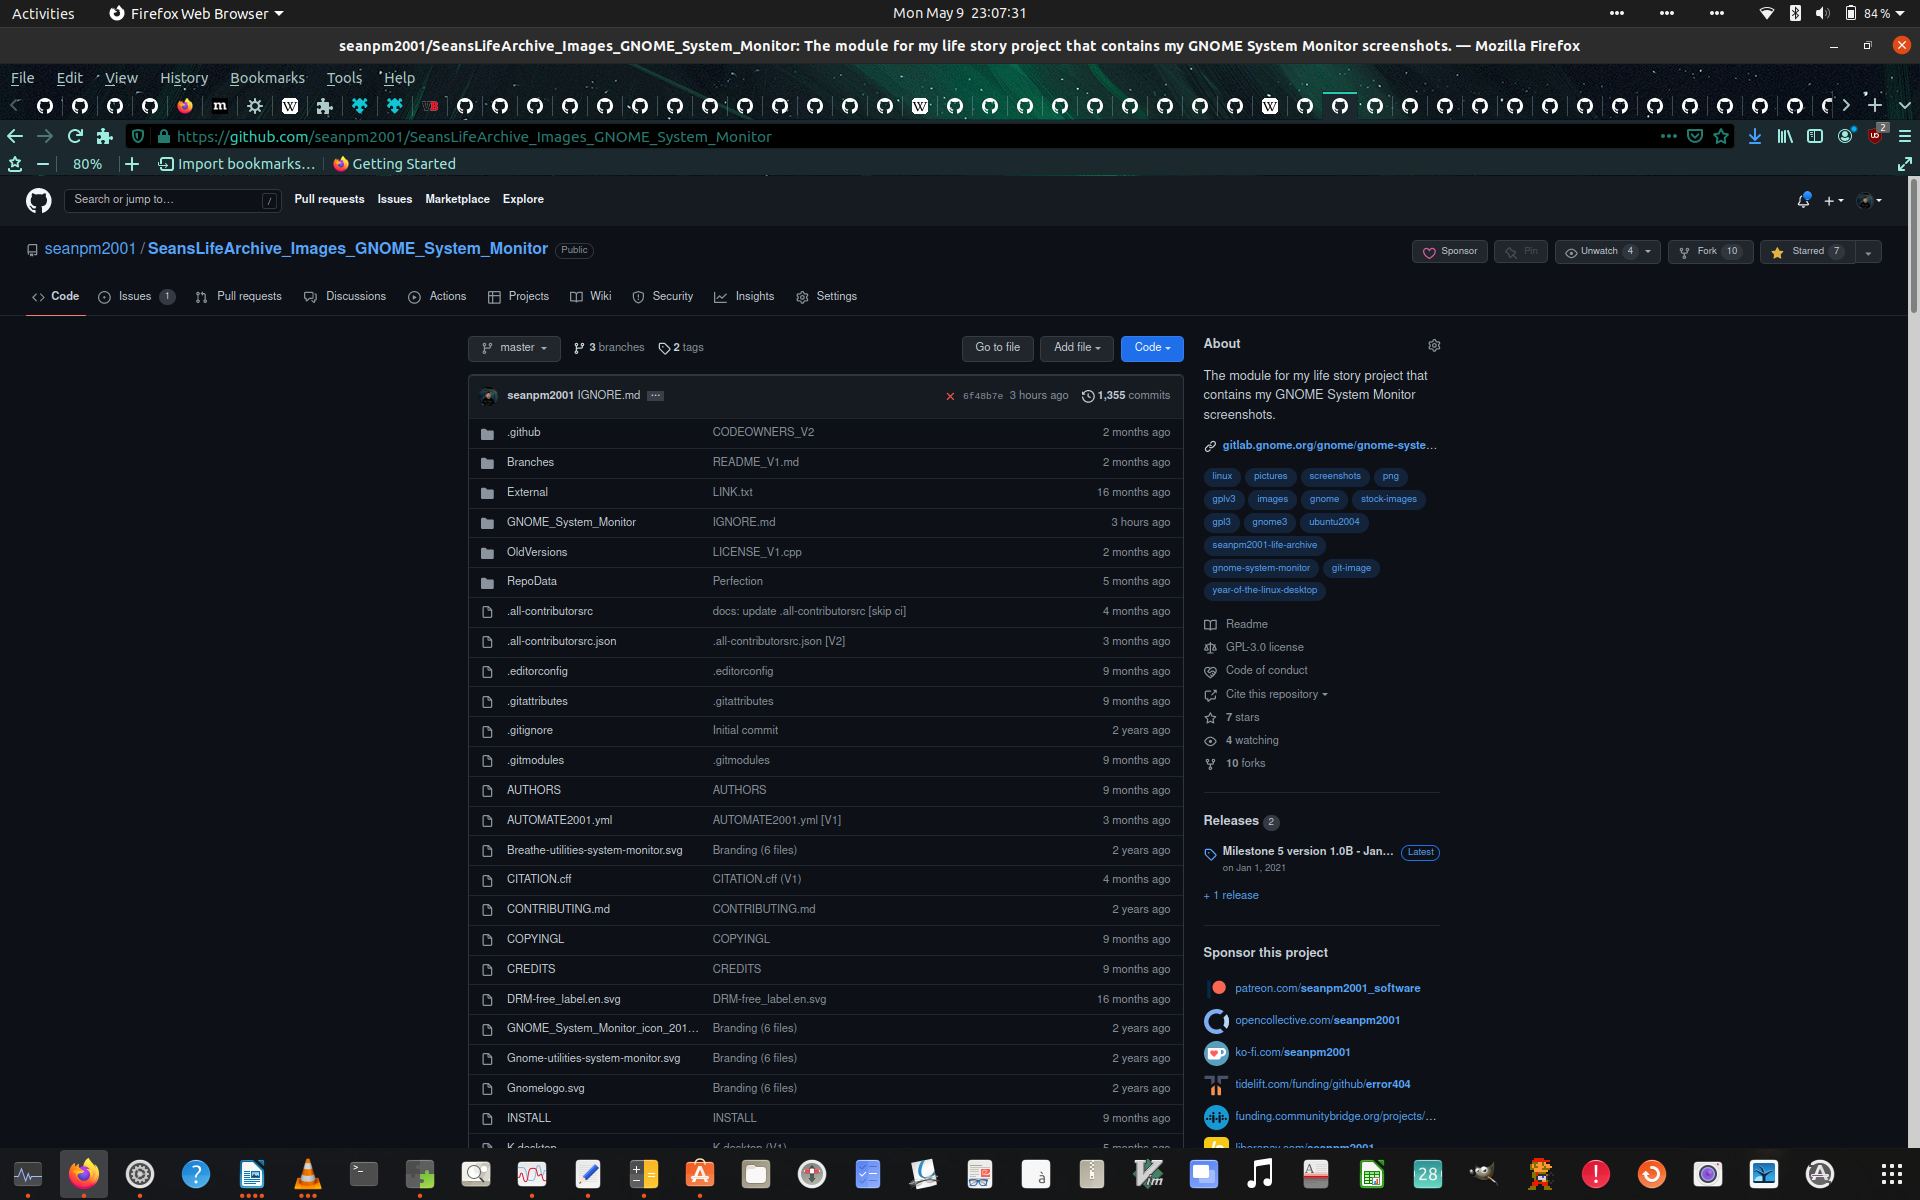 Activities Firefox Web Browser Mon May 9 23:07:31 84 %
seanpm2001/SeansLifeArchive_Images_GNOME_System_Monitor: The module for my life story project that contains my GNOME System Monitor screenshots. — Mozilla Firefox
File Edit View History Bookmarks Tools Help
https://github.com/seanpm2001/SeansLifeArchive_Images_GNOME_System_Monitor 2
80% Import bookmarks... Getting Started
Search or jump to... / Pull requests Issues Marketplace Explore
seanpm2001 / SeansLifeArchive_Images_GNOME_System_Monitor Public Sponsor Pin Unwatch 4 Fork 10 Starred 7
Code Issues 1 Pull requests Discussions Actions Projects Wiki Security Insights Settings
master 3 branches 2 tags Go to file Add file Code
seanpm2001 IGNORE.md ... 6f48b7e 3 hours ago 1,355 commits
.github CODEOWNERS_V2 2 months ago
Branches README_V1.md 2 months ago
External LINK.txt 16 months ago
GNOME_System_Monitor IGNORE.md 3 hours ago
OldVersions LICENSE_V1.cpp 2 months ago
RepoData Perfection 5 months ago
.all-contributorsrc docs: update .all-contributorsrc [skip ci] 4 months ago
.all-contributorsrc.json .all-contributorsrc.json [V2] 3 months ago
.editorconfig .editorconfig 9 months ago
.gitattributes .gitattributes 9 months ago
.gitignore Initial commit 2 years ago
.gitmodules .gitmodules 9 months ago
AUTHORS AUTHORS 9 months ago
AUTOMATE2001.yml AUTOMATE2001.yml [V1] 3 months ago
Breathe-utilities-system-monitor.svg Branding (6 files) 2 years ago
CITATION.cff CITATION.cff (V1) 4 months ago
CONTRIBUTING.md CONTRIBUTING.md 2 years ago
COPYINGL COPYINGL 9 months ago
CREDITS CREDITS 9 months ago
DRM-free_label.en.svg DRM-free_label.en.svg 16 months ago
GNOME_System_Monitor_icon_201... Branding (6 files) 2 years ago
Gnome-utilities-system-monitor.svg Branding (6 files) 2 years ago
Gnomelogo.svg Branding (6 files) 2 years ago
INSTALL INSTALL 9 months ago
K.desktop K.desktop (V1) 5 months ago
About
The module for my life story project that
contains my GNOME System Monitor
screenshots.
gitlab.gnome.org/gnome/gnome-syste...
linux pictures screenshots png
gplv3 images gnome stock-images
gpl3 gnome3 ubuntu2004
seanpm2001-life-archive
gnome-system-monitor git-image
year-of-the-linux-desktop
Readme
GPL-3.0 license
Code of conduct
Cite this repository
7 stars
4 watching
10 forks
Releases 2
Milestone 5 version 1.0B - Jan... Latest
on Jan 1, 2021
+ 1 release
Sponsor this project
patreon.com/seanpm2001_software
opencollective.com/seanpm2001
ko-fi.com/seanpm2001
tidelift.com/funding/github/error404
funding.communitybridge.org/projects/...
liberapay.com/seanpm2001
28